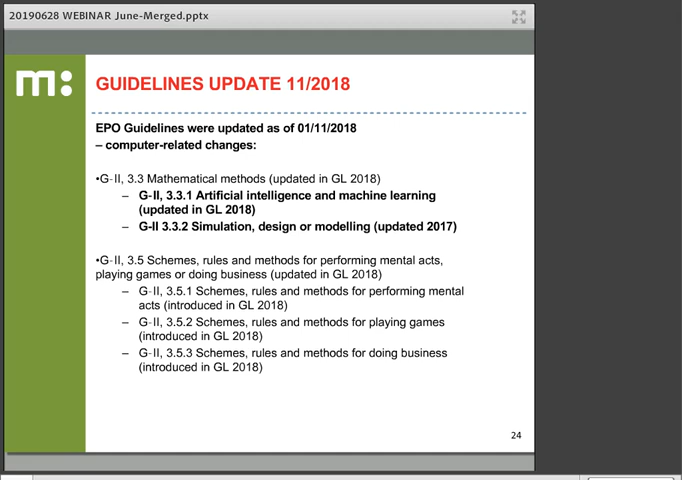 20190628 WEBINAR June-Merged.pptx
m:
GUIDELINES UPDATE 11/2018
EPO Guidelines were updated as of 01/11/2018
– computer-related changes:
•G-II, 3.3 Mathematical methods (updated in GL 2018)
– G-II, 3.3.1 Artificial intelligence and machine learning
(updated in GL 2018)
– G-II 3.3.2 Simulation, design or modelling (updated 2017)
•G-II, 3.5 Schemes, rules and methods for performing mental acts,
playing games or doing business (updated in GL 2018)
– G-II, 3.5.1 Schemes, rules and methods for performing mental
acts (introduced in GL 2018)
– G-II, 3.5.2 Schemes, rules and methods for playing games
(introduced in GL 2018)
– G-II, 3.5.3 Schemes, rules and methods for doing business
(introduced in GL 2018)
24